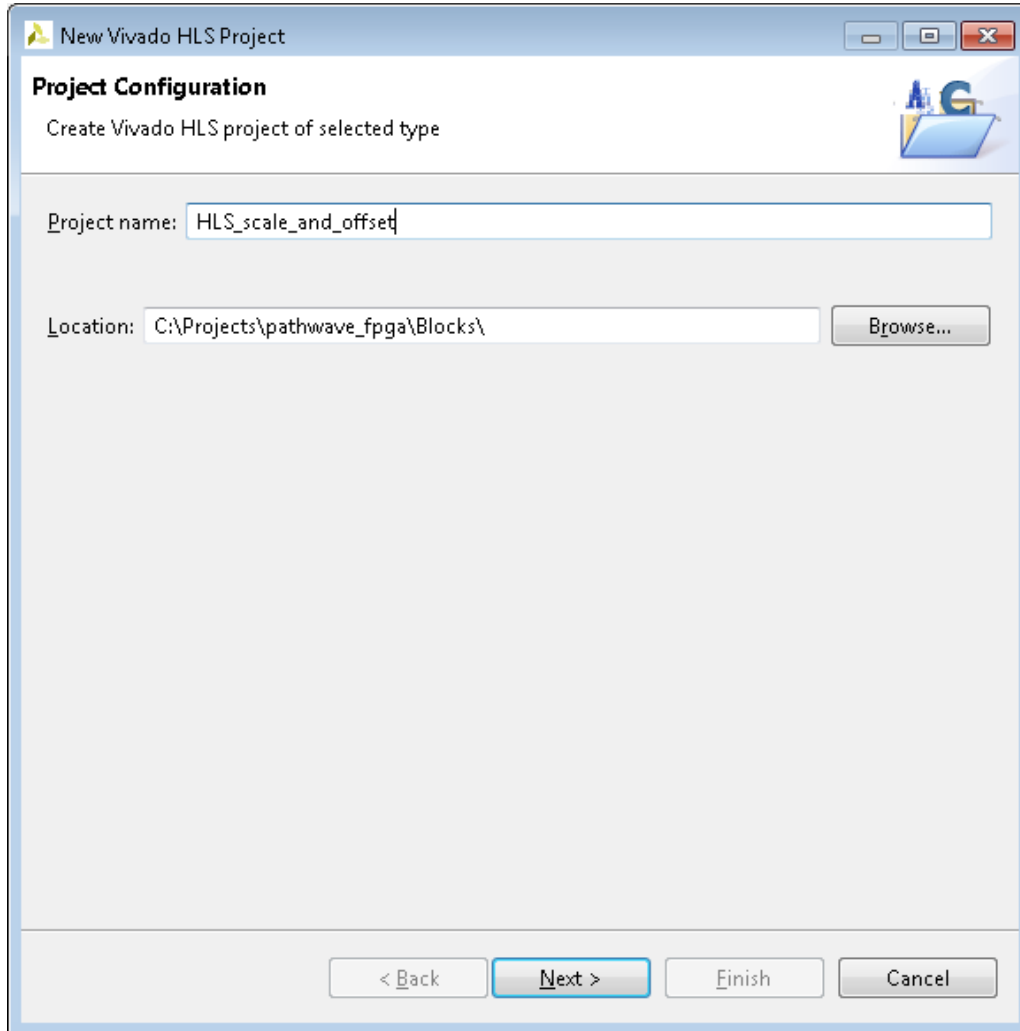 New Vivado HLS Project
Project Configuration
Create Vivado HLS project of selected type
Project name: HLS_scale_and_offset
Location: C:\Projects\pathwave_fpga\Blocks\ Browse...
< Back Next > Finish Cancel